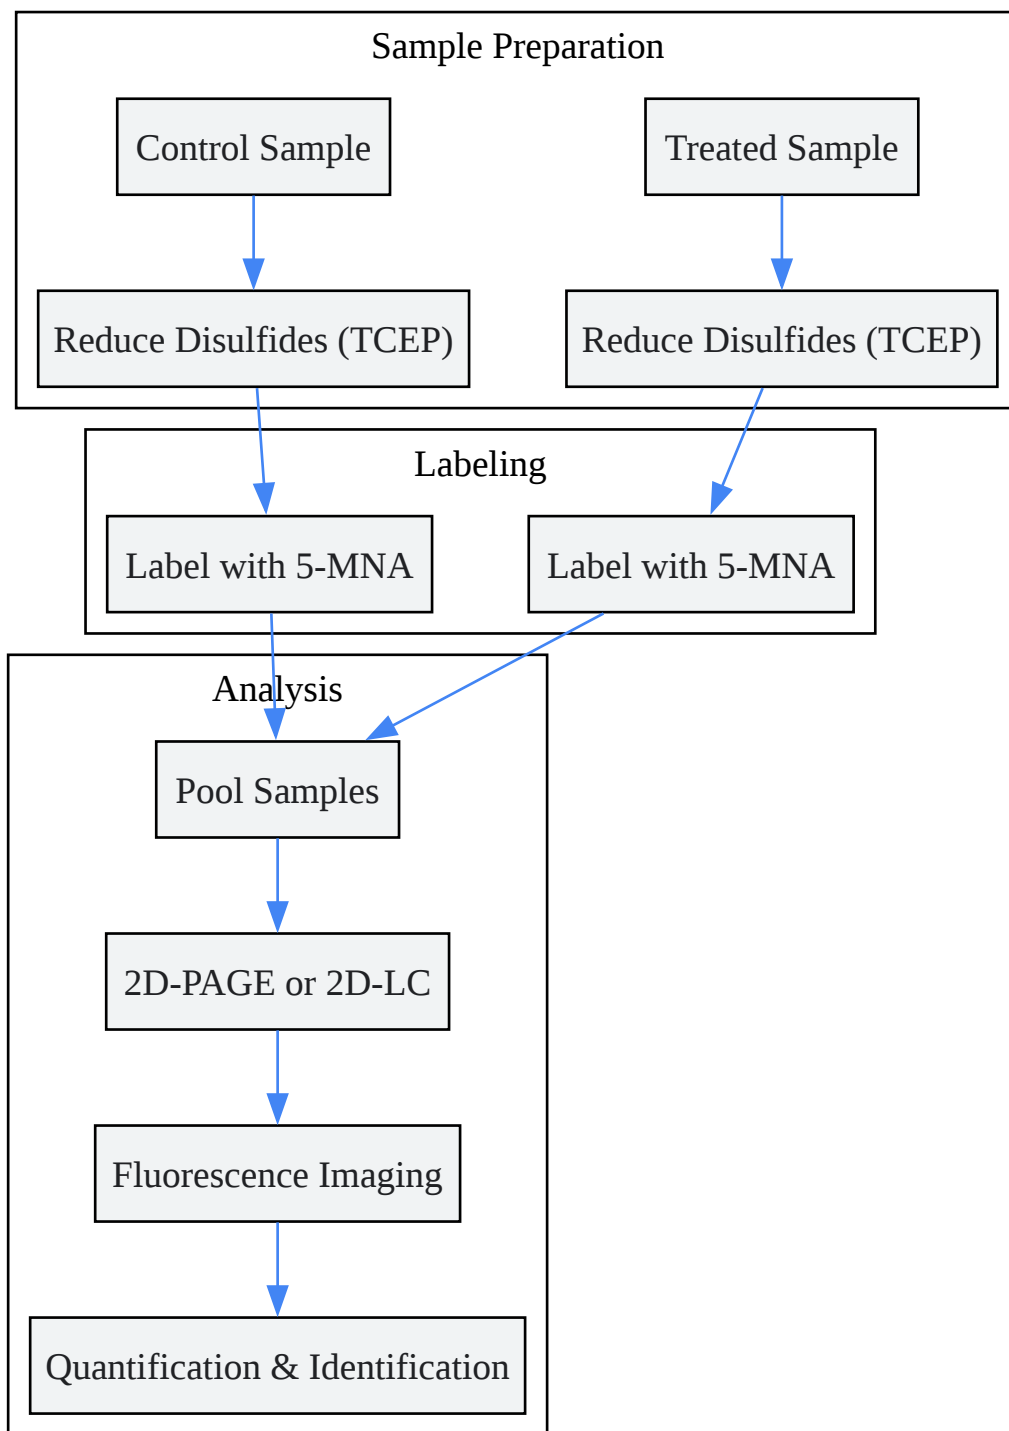 Sample Preparation
Control Sample
Treated Sample
Reduce Disulfides (TCEP)
Reduce Disulfides (TCEP)
Labeling
Label with 5-MNA
Label with 5-MNA
Analysis
Pool Samples
2D-PAGE or 2D-LC
Fluorescence Imaging
Quantification & Identification